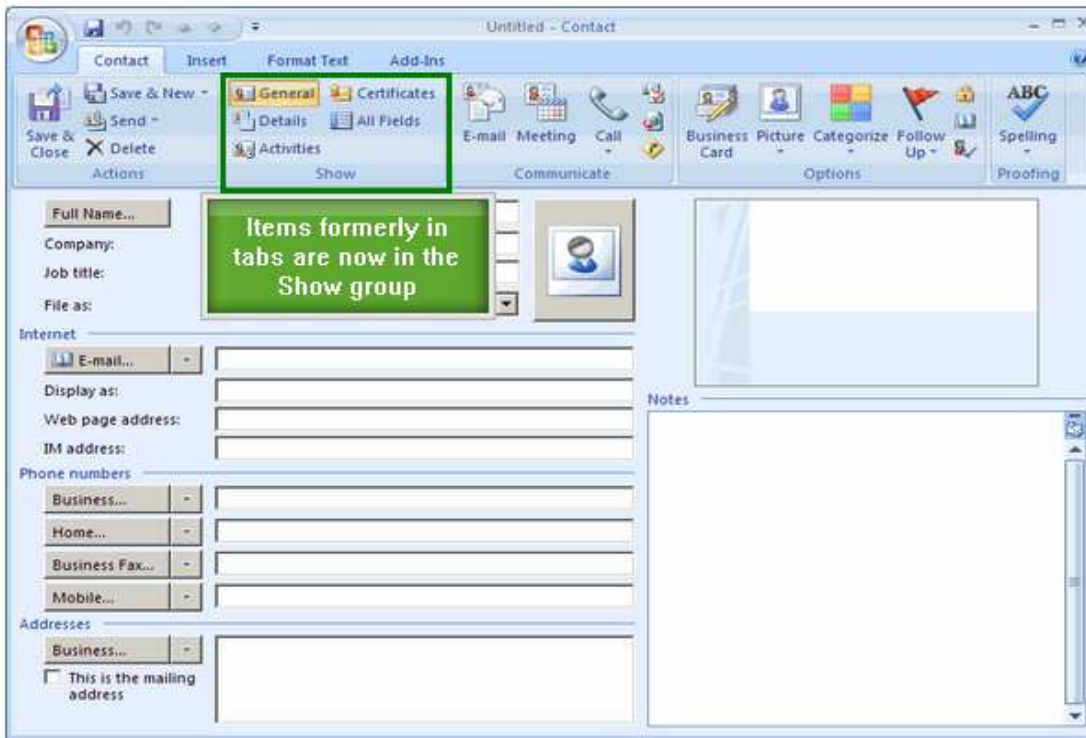 Untitled - Contact
Contact Insert Format Text Add-Ins
Save & Close
Save & New
Send
Delete
Actions
General Certificates
Details All Fields
Activities
Show
E-mail Meeting Call
Communicate
Business Card Picture Categorize Follow Up
Options
ABC
Spelling
Proofing
Full Name...
Company:
Job title:
File as:
Items formerly in
tabs are now in the
Show group
Internet
E-mail...
Display as:
Web page address:
IM address:
Phone numbers
Business...
Home...
Business Fax...
Mobile...
Addresses
Business...
This is the mailing
address
Notes